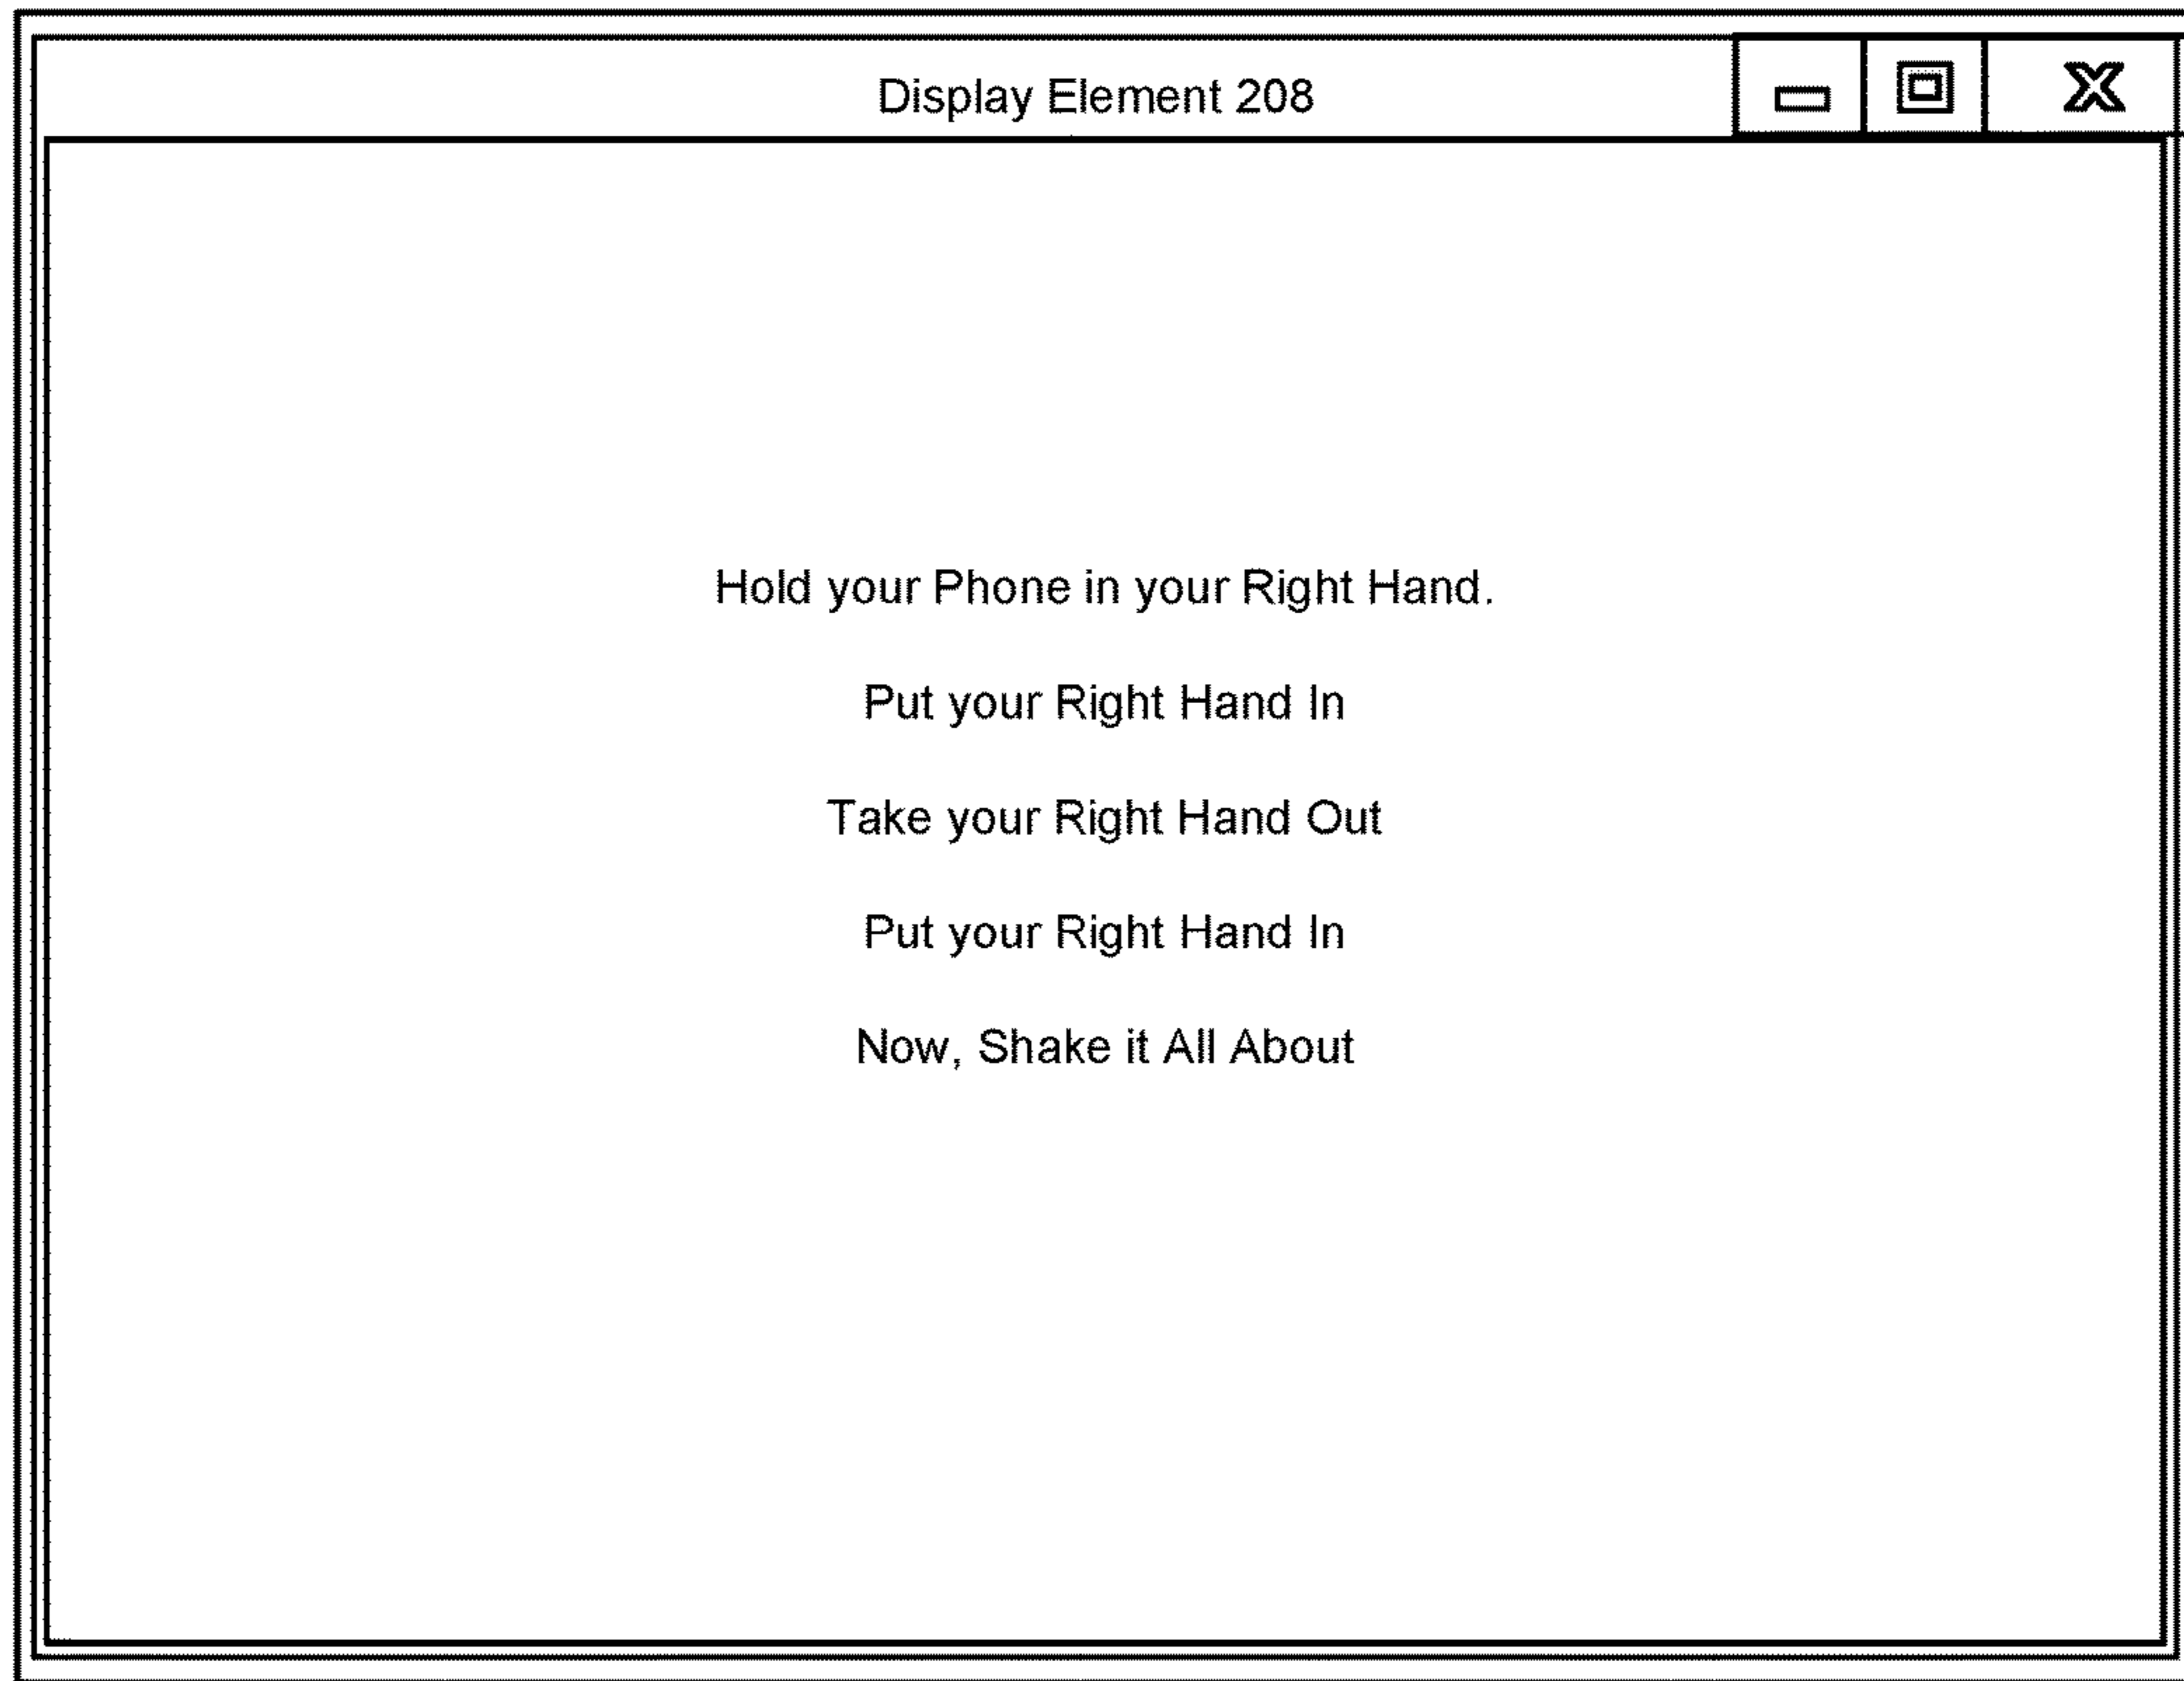 Display Element 208
Hold your Phone in your Right Hand.
Put your Right Hand In
Take your Right Hand Out
Put your Right Hand In
Now, Shake it All About